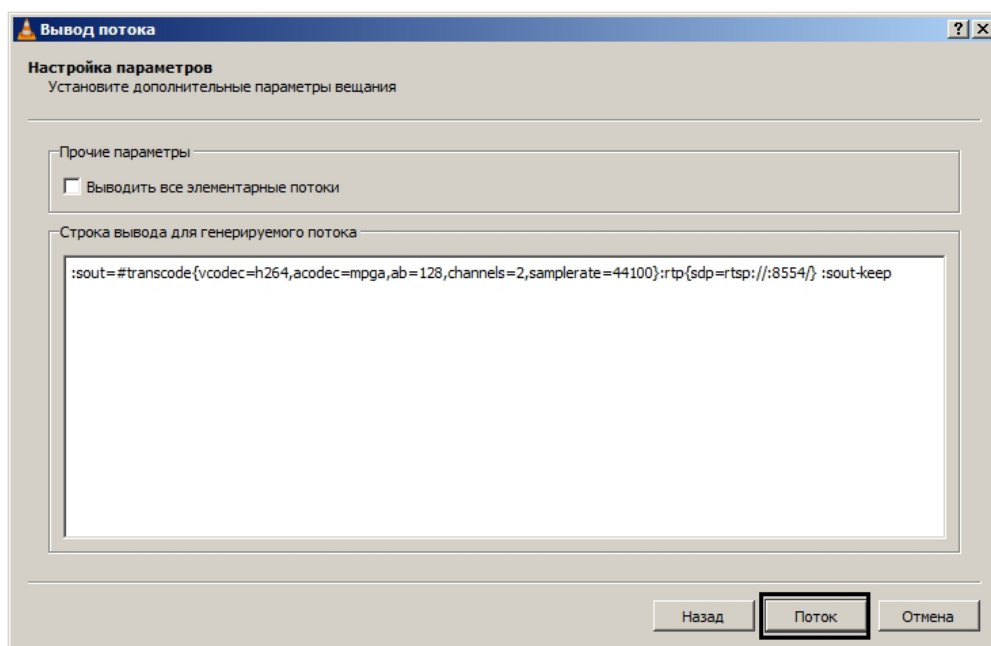 Вывод потока
Настройка параметров
Установите дополнительные параметры вещания
Прочие параметры
Выводить все элементарные потоки
Строка вывода для генерируемого потока
:sout=#transcode{vcodec=h264,acodec=mpga,ab=128,channels=2,samplerate=44100}:rtp{sdp=rtsp://:8554/} :sout-keep
Назад Поток Отмена